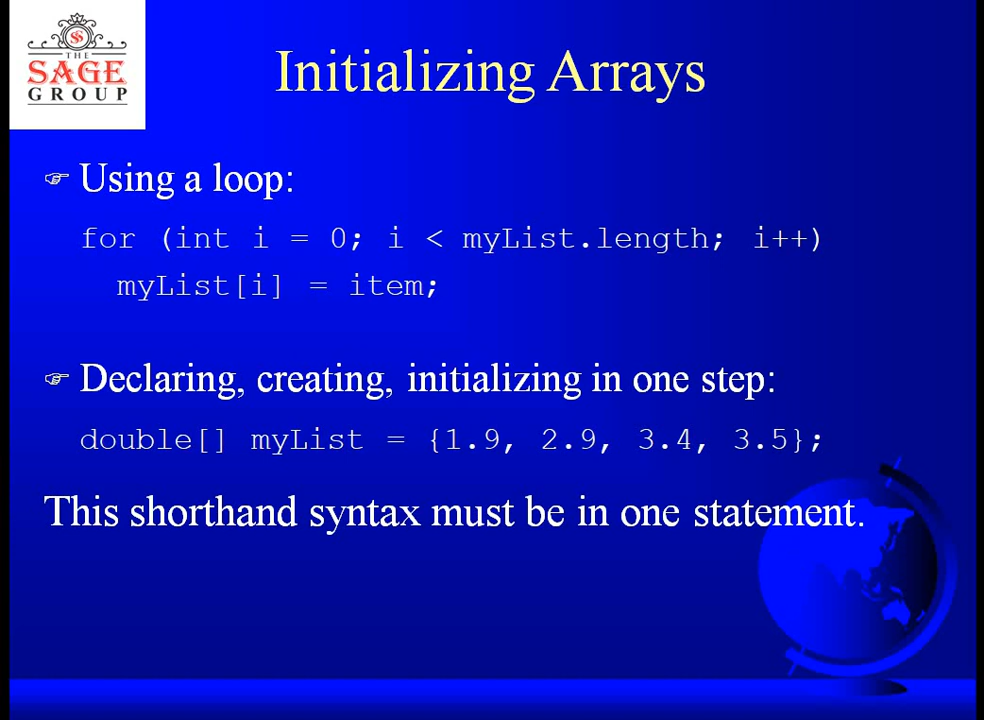 THE
SAGE
GROUP
Initializing Arrays
Using a loop:
for (int i = 0; i < myList.length; i++)
myList[i] = item;
Declaring, creating, initializing in one step:
double[] myList = {1.9, 2.9, 3.4, 3.5};
This shorthand syntax must be in one statement.